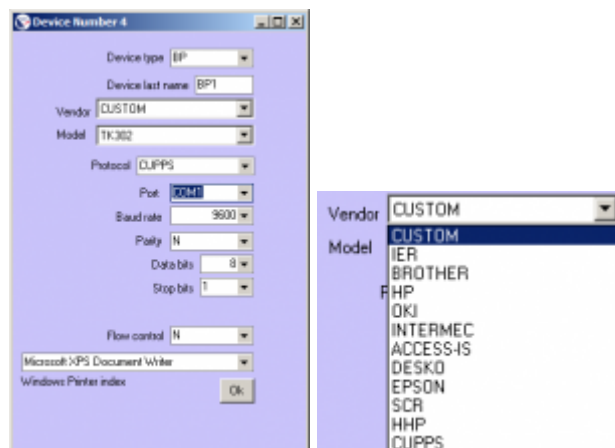 Device Number 4
Device type BP
Device last name BP1
Vendor CUSTOM
Model TK302
Protocol CUPPS
Port COM1
Baud rate 9600
Parity N
Data bits 8
Stop bits 1
Flow control N
Microsoft XPS Document Writer
Windows Printer index
Ok
Vendor CUSTOM
Model
CUSTOM
IER
BROTHER
HP
OKI
INTERMEC
ACCESS-IS
DESKO
EPSON
SCR
HHP
CUPPS